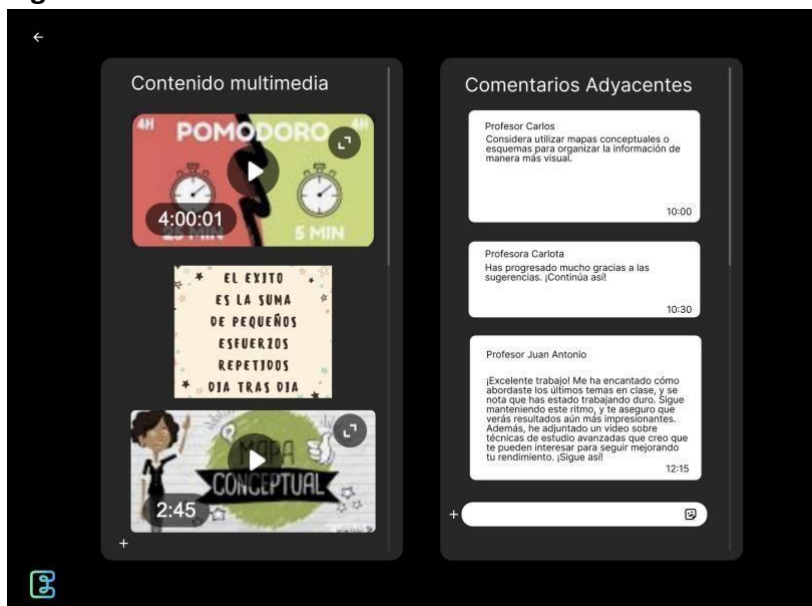 Contenido multimedia
4H
4H
POMODORO
4:00:01
25 MIN
5 MIN
EL EXITO
ES LA SUMA
DE PEQUEÑOS
ESFUERZOS
REPETIDOS
DIA TRAS DIA
MAPA
CONCEPTUAL
2:45
+
Comentarios Adyacentes
Profesor Carlos
Considera utilizar mapas conceptuales o
esquemas para organizar la información de
manera más visual.
10:00
Profesora Carlota
Has progresado mucho gracias a las
sugerencias. ¡Continúa así!
10:30
Profesor Juan Antonio
¡Excelente trabajo! Me ha encantado cómo
abordaste los últimos temas en clase, y se
nota que has estado trabajando duro. Sigue
manteniendo este ritmo, y te aseguro que
verás resultados aún más impresionantes.
Además, he adjuntado un video sobre
técnicas de estudio avanzadas que creo que
te pueden interesar para seguir mejorando
tu rendimiento. ¡Sigue así!
12:15
+